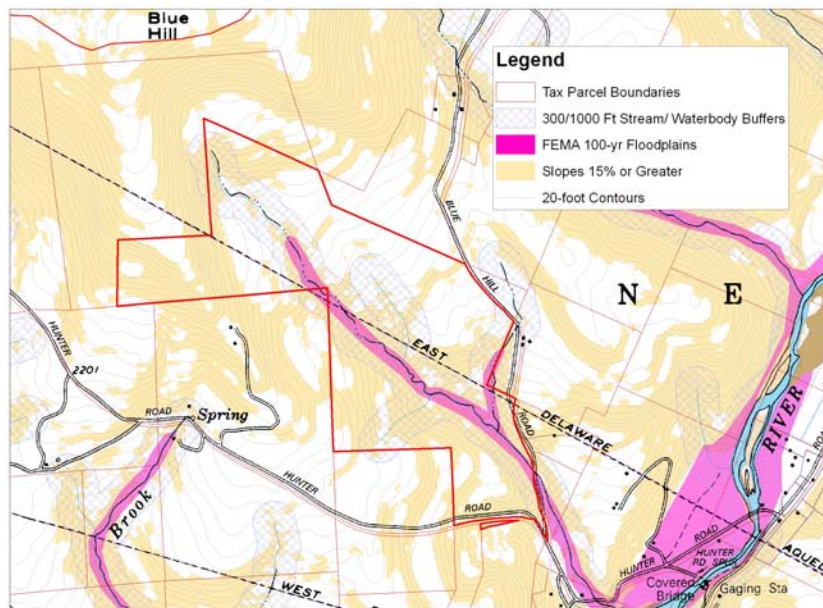 Blue
Hill
Legend
Tax Parcel Boundaries
300/1000 Ft Stream/ Waterbody Buffers
FEMA 100-yr Floodplains
Slopes 15% or Greater
20-foot Contours
BLUE
HILL
ROAD
N E
HUNTER
2201
ROAD
Spring
EAST
DELAWARE
RIVER
Brook
HUNTER
ROAD
WEST
HUNTER
ROAD
HUNTER
RD SPUR
AQUED
Covered
Bridge
Gaging Sta